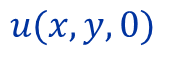 u(x, y, 0)